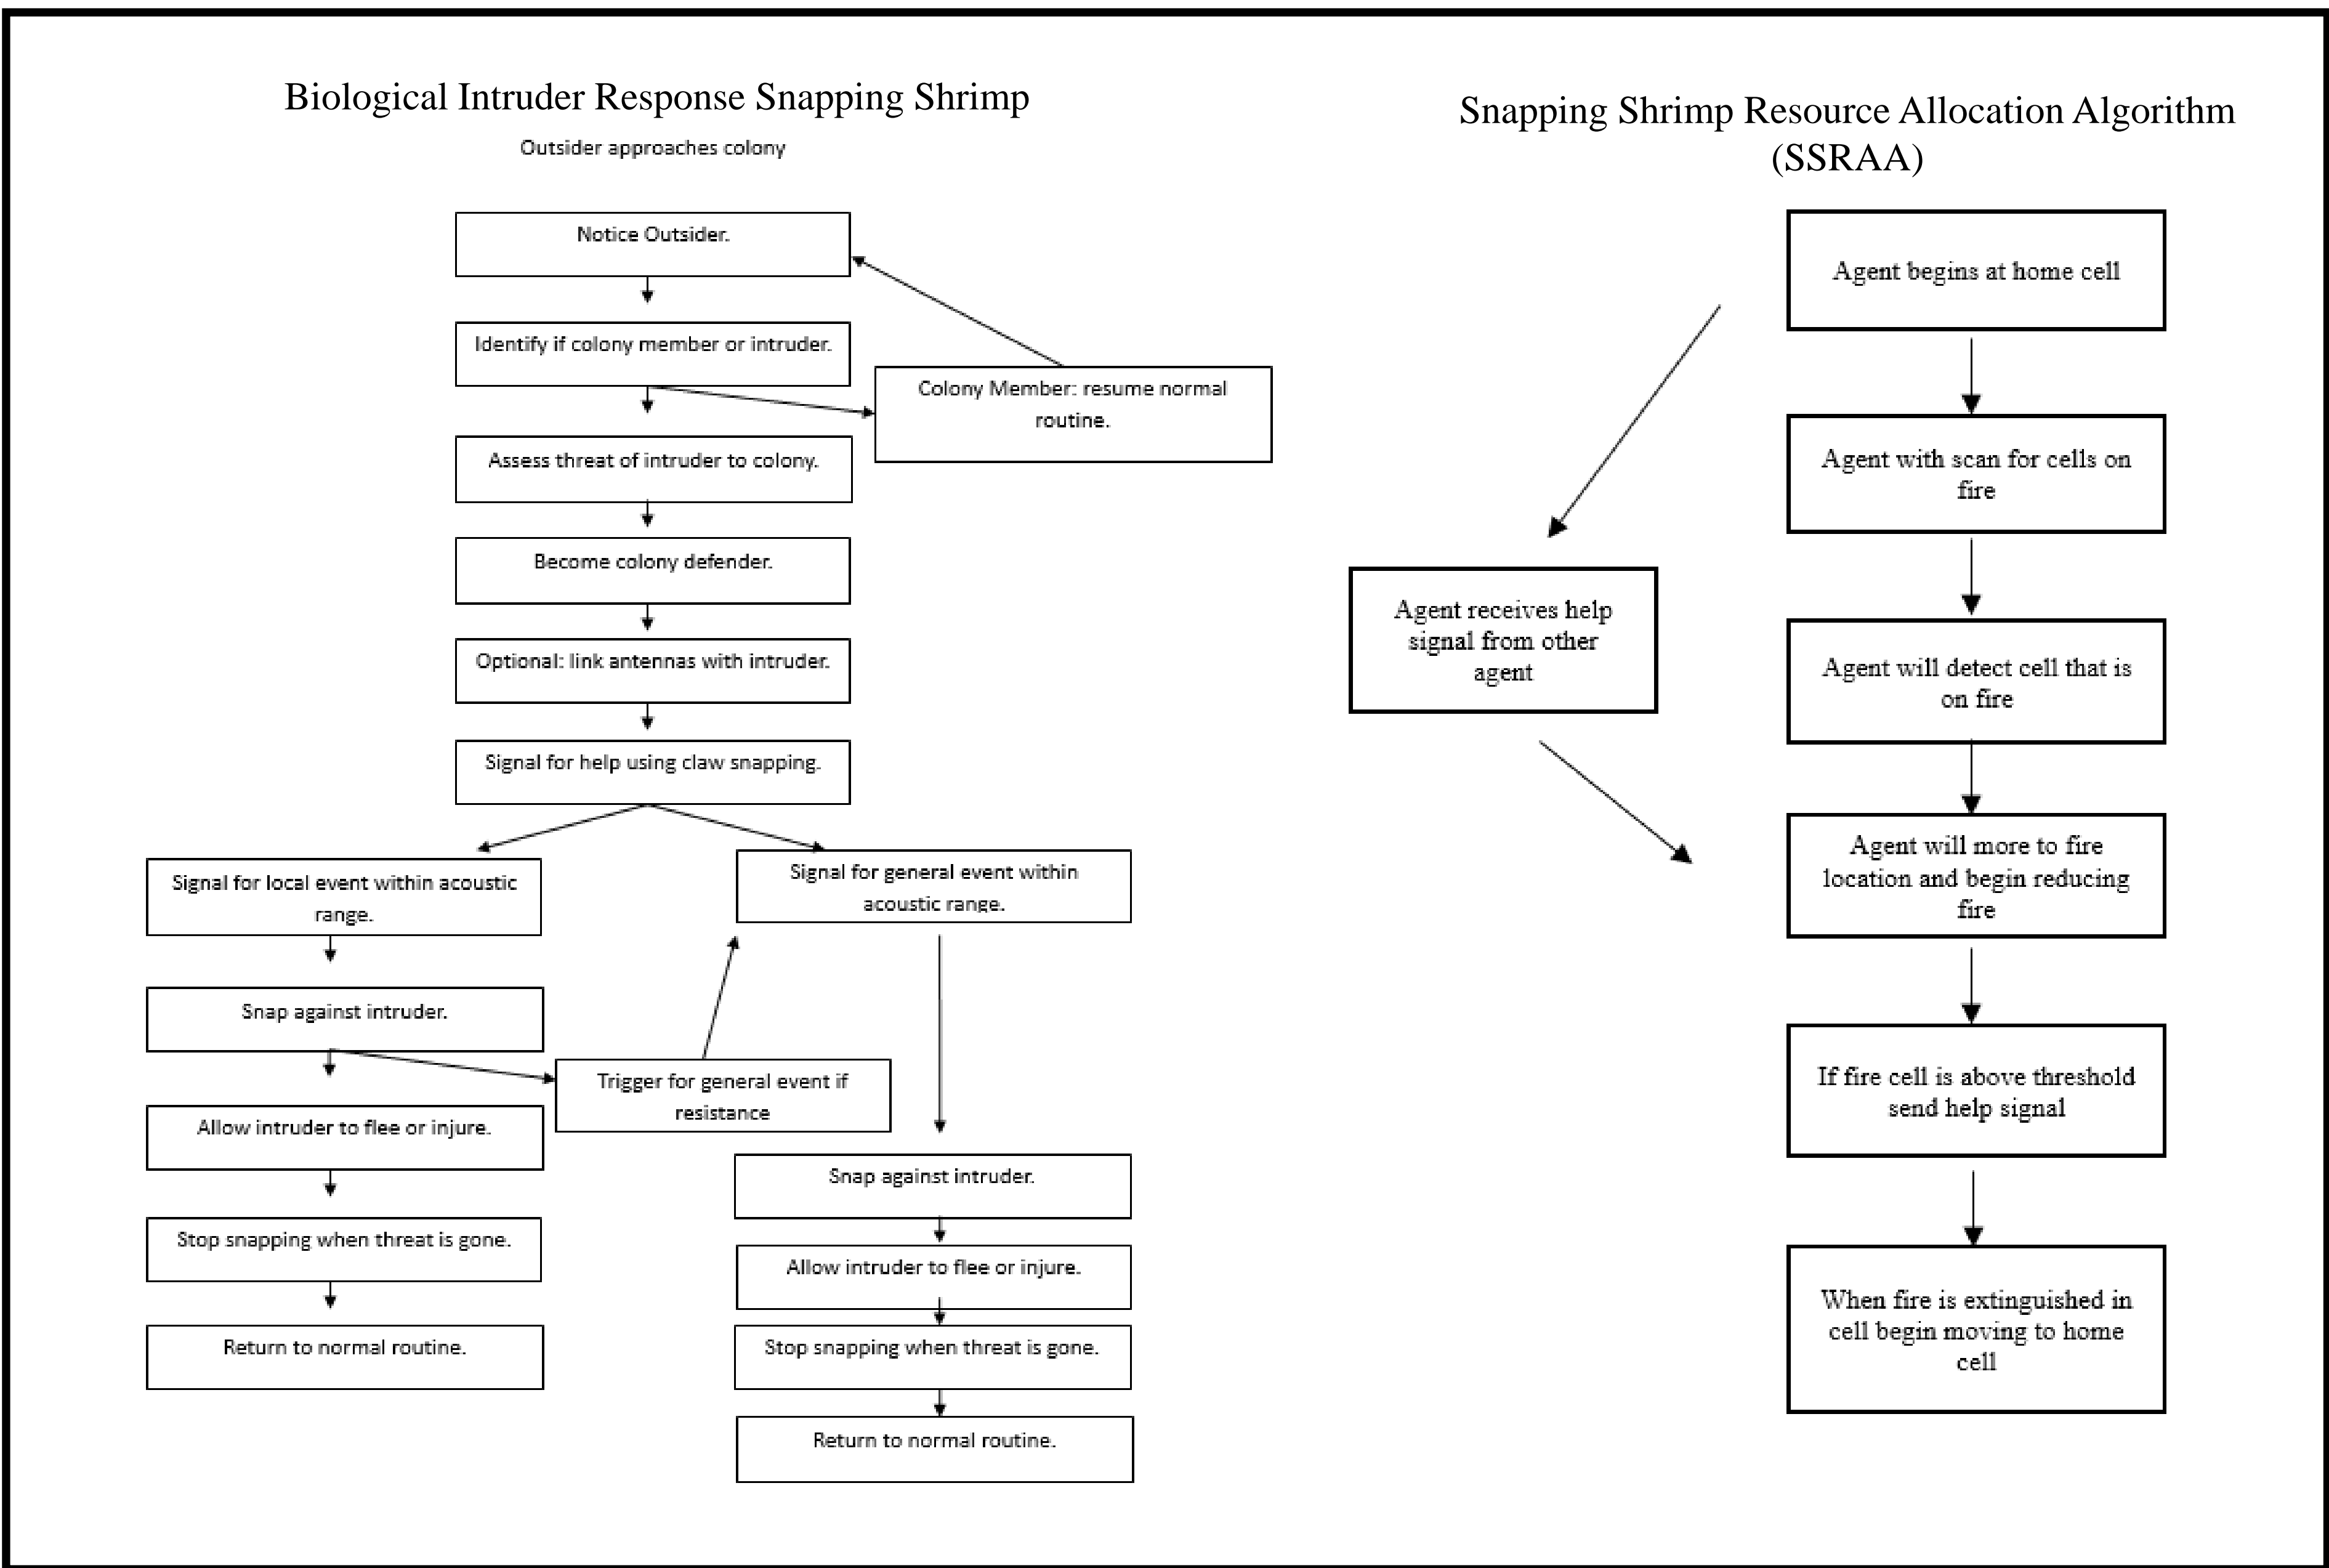 Biological Intruder Response Snapping Shrimp
Outsider approaches colony
Notice Outsider.
Identify if colony member or intruder.
Colony Member: resume normal
routine.
Assess threat of intruder to colony.
Become colony defender.
Optional: link antennas with intruder.
Signal for help using claw snapping.
Signal for local event within acoustic
range.
Signal for general event within
acoustic range.
Snap against intruder.
Trigger for general event if
resistance
Allow intruder to flee or injure.
Stop snapping when threat is gone.
Return to normal routine.
Snap against intruder.
Allow intruder to flee or injure.
Stop snapping when threat is gone.
Return to normal routine.
Snapping Shrimp Resource Allocation Algorithm
(SSRAA)
Agent begins at home cell
Agent with scan for cells on
fire
Agent receives help
signal from other
agent
Agent will detect cell that is
on fire
Agent will more to fire
location and begin reducing
fire
If fire cell is above threshold
send help signal
When fire is extinguished in
cell begin moving to home
cell